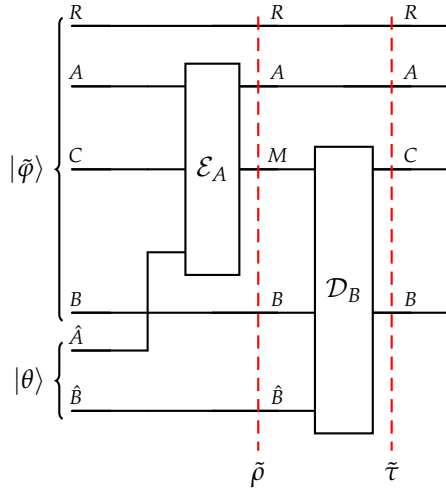 R R R
A A A
C M C
|φ̃⟩
ℰ_A
B B B
𝒟_B
Â
|θ⟩
B̂ B̂
ρ̃ τ̃